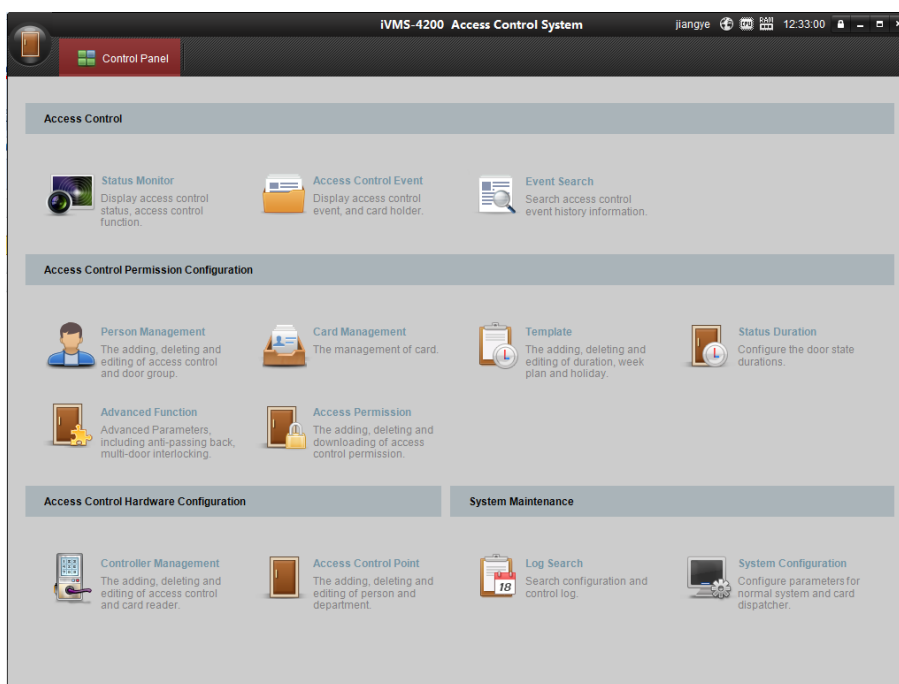 iVMS-4200 Access Control System
jiangye
CPU
RAM
12:33:00
Control Panel
Access Control
Status Monitor
Display access control
status, access control
function.
Access Control Event
Display access control
event, and card holder.
Event Search
Search access control
event history information.
Access Control Permission Configuration
Person Management
The adding, deleting and
editing of access control
and door group.
Card Management
The management of card.
Template
The adding, deleting and
editing of duration, week
plan and holiday.
Status Duration
Configure the door state
durations.
Advanced Function
Advanced Parameters,
including anti-passing back,
multi-door interlocking.
Access Permission
The adding, deleting and
downloading of access
control permission.
Access Control Hardware Configuration
System Maintenance
Controller Management
The adding, deleting and
editing of access control
and card reader.
Access Control Point
The adding, deleting and
editing of person and
department.
18
Log Search
Search configuration and
control log.
System Configuration
Configure parameters for
normal system and card
dispatcher.